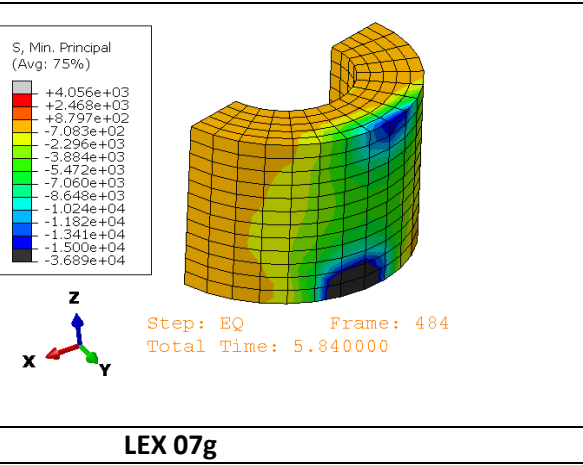 S, Min. Principal
(Avg: 75%)
+4.056e+03
+2.468e+03
+8.797e+02
-7.083e+02
-2.296e+03
-3.884e+03
-5.472e+03
-7.060e+03
-8.648e+03
-1.024e+04
-1.182e+04
-1.341e+04
-1.500e+04
-3.689e+04
Z
X
Y
Step: EQ Frame: 484
Total Time: 5.840000
LEX 07g